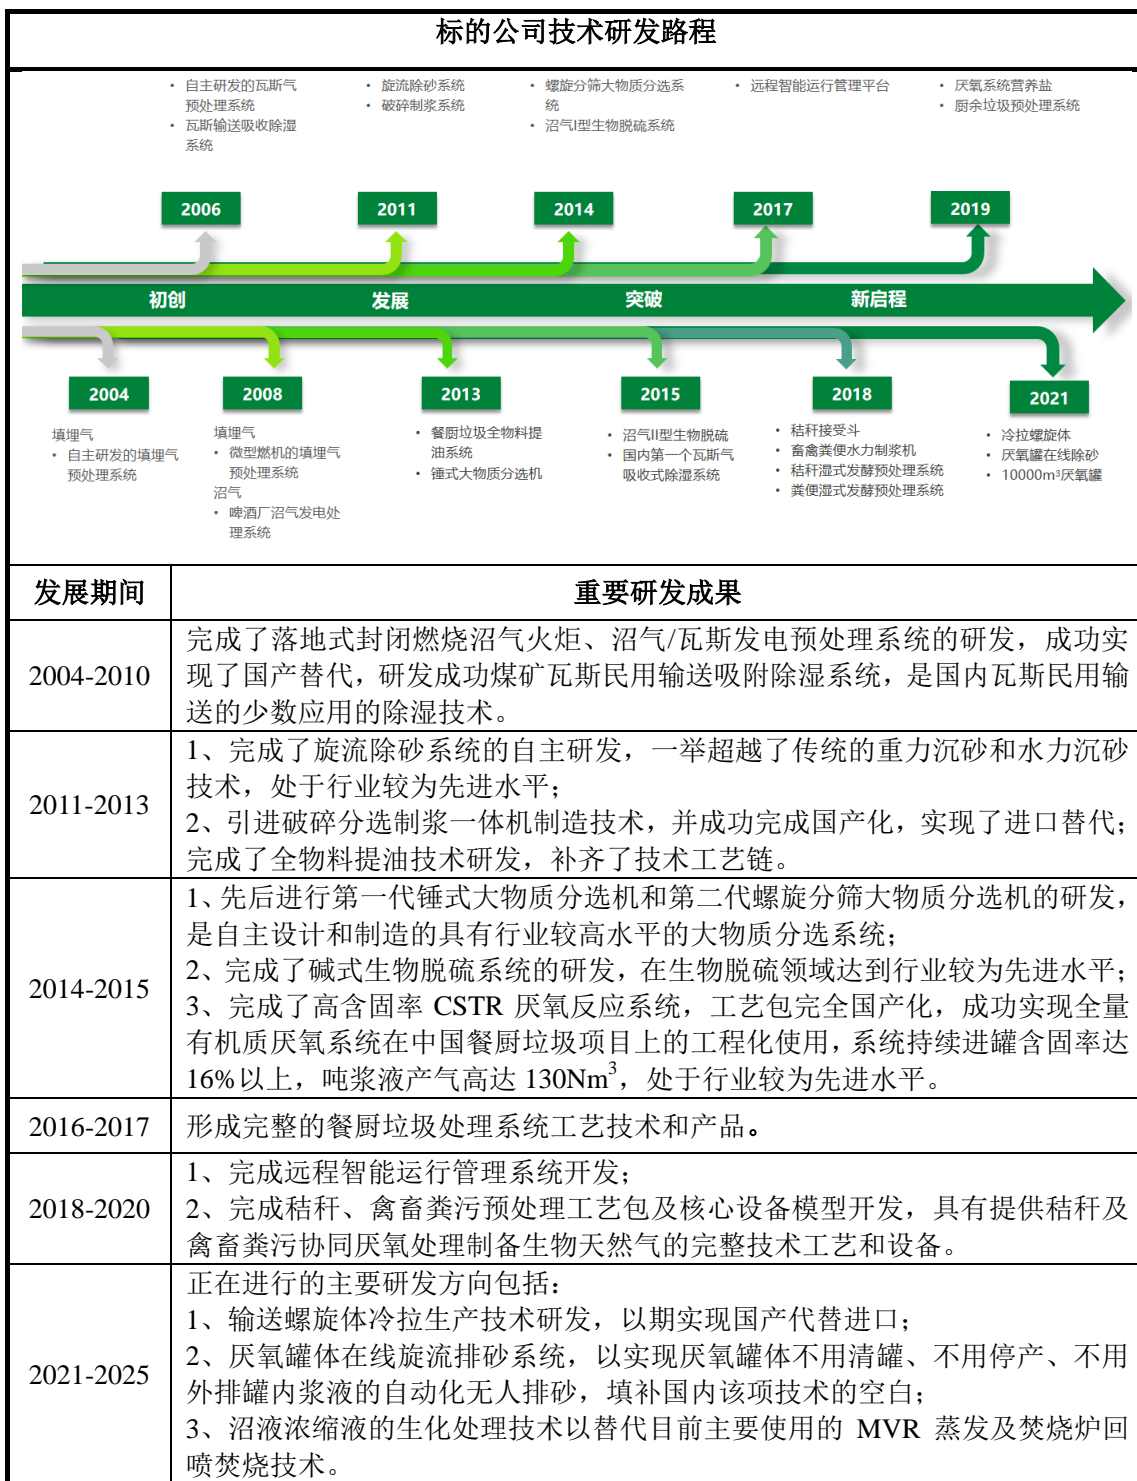 标的公司技术研发路程
• 自主研发的瓦斯气
预处理系统
• 瓦斯输送吸收除湿
系统
• 旋流除砂系统
• 破碎制浆系统
• 螺旋分筛大物质分选系
统
• 沼气I型生物脱硫系统
• 远程智能运行管理平台
• 厌氧系统营养盐
• 厨余垃圾预处理系统
2006
2011
2014
2017
2019
初创
发展
突破
新启程
2004
2008
2013
2015
2018
2021
填埋气
• 自主研发的填埋气
预处理系统
填埋气
• 微型燃机的填埋气
预处理系统
沼气
• 啤酒厂沼气发电处
理系统
• 餐厨垃圾全物料提
油系统
• 锤式大物质分选机
• 沼气II型生物脱硫
• 国内第一个瓦斯气
吸收式除湿系统
• 秸秆接受斗
• 畜禽粪便水力制浆机
• 秸秆湿式发酵预处理系统
• 粪便湿式发酵预处理系统
• 冷拉螺旋体
• 厌氧罐在线除砂
• 10000m³厌氧罐
发展期间 重要研发成果
2004-2010
完成了落地式封闭燃烧沼气火炬、沼气/瓦斯发电预处理系统的研发，成功实
现了国产替代，研发成功煤矿瓦斯民用输送吸附除湿系统，是国内瓦斯民用输
送的少数应用的除湿技术。
2011-2013
1、完成了旋流除砂系统的自主研发，一举超越了传统的重力沉砂和水力沉砂
技术，处于行业较为先进水平；
2、引进破碎分选制浆一体机制造技术，并成功完成国产化，实现了进口替代；
完成了全物料提油技术研发，补齐了技术工艺链。
2014-2015
1、先后进行第一代锤式大物质分选机和第二代螺旋分筛大物质分选机的研发，
是自主设计和制造的具有行业较高水平的大物质分选系统；
2、完成了碱式生物脱硫系统的研发，在生物脱硫领域达到行业较为先进水平；
3、完成了高含固率 CSTR 厌氧反应系统，工艺包完全国产化，成功实现全量
有机质厌氧系统在中国餐厨垃圾项目上的工程化使用，系统持续进罐含固率达
16%以上，吨浆液产气高达 130Nm³，处于行业较为先进水平。
2016-2017
形成完整的餐厨垃圾处理系统工艺技术和产品。
2018-2020
1、完成远程智能运行管理系统开发；
2、完成秸秆、禽畜粪污预处理工艺包及核心设备模型开发，具有提供秸秆及
禽畜粪污协同厌氧处理制备生物天然气的完整技术工艺和设备。
2021-2025
正在进行的主要研发方向包括：
1、输送螺旋体冷拉生产技术研发，以期实现国产代替进口；
2、厌氧罐体在线旋流排砂系统，以实现厌氧罐体不用清罐、不用停产、不用
外排罐内浆液的自动化无人排砂，填补国内该项技术的空白；
3、沼液浓缩液的生化处理技术以替代目前主要使用的 MVR 蒸发及焚烧炉回
喷焚烧技术。